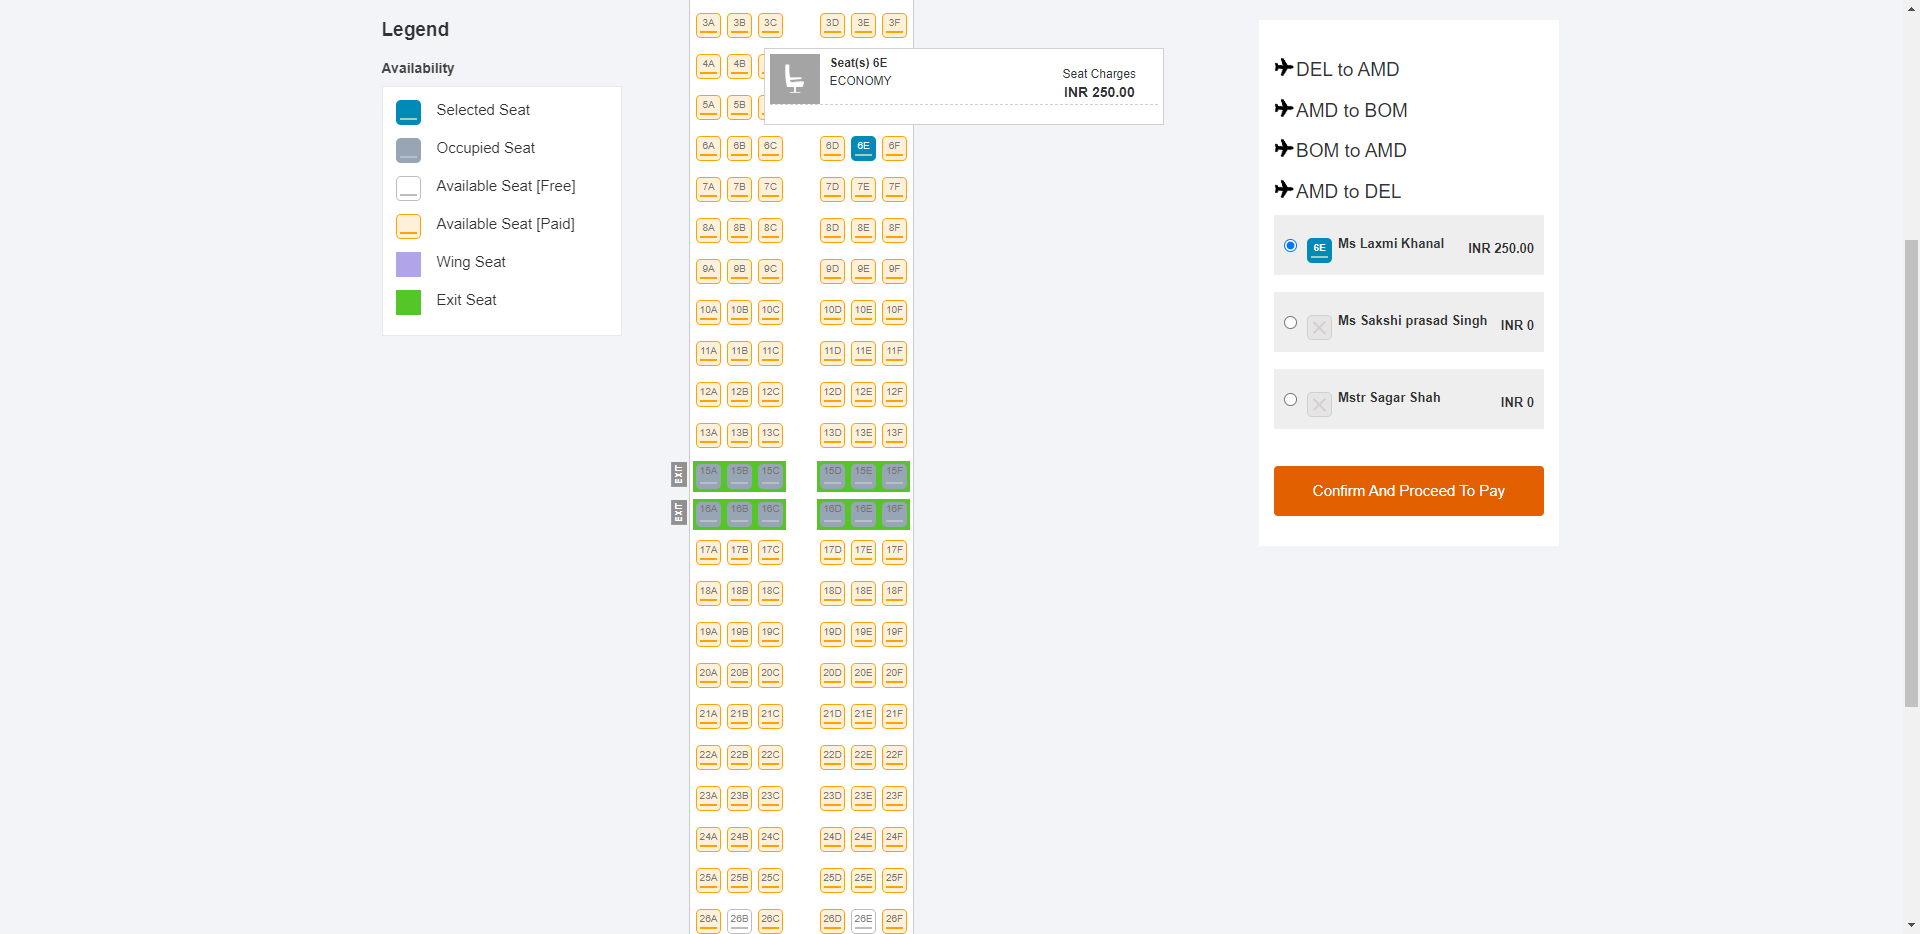 Legend
Availability
Selected Seat
Occupied Seat
Available Seat [Free]
Available Seat [Paid]
Wing Seat
Exit Seat
3A 3B 3C 3D 3E 3F
4A 4B
Seat(s) 6E
ECONOMY
Seat Charges
INR 250.00
5A 5B
6A 6B 6C 6D 6E 6F
7A 7B 7C 7D 7E 7F
8A 8B 8C 8D 8E 8F
9A 9B 9C 9D 9E 9F
10A 10B 10C 10D 10E 10F
11A 11B 11C 11D 11E 11F
12A 12B 12C 12D 12E 12F
13A 13B 13C 13D 13E 13F
EXIT 15A 15B 15C 15D 15E 15F
EXIT 16A 16B 16C 16D 16E 16F
17A 17B 17C 17D 17E 17F
18A 18B 18C 18D 18E 18F
19A 19B 19C 19D 19E 19F
20A 20B 20C 20D 20E 20F
21A 21B 21C 21D 21E 21F
22A 22B 22C 22D 22E 22F
23A 23B 23C 23D 23E 23F
24A 24B 24C 24D 24E 24F
25A 25B 25C 25D 25E 25F
26A 26B 26C 26D 26E 26F
DEL to AMD
AMD to BOM
BOM to AMD
AMD to DEL
6E Ms Laxmi Khanal INR 250.00
Ms Sakshi prasad Singh INR 0
Mstr Sagar Shah INR 0
Confirm And Proceed To Pay